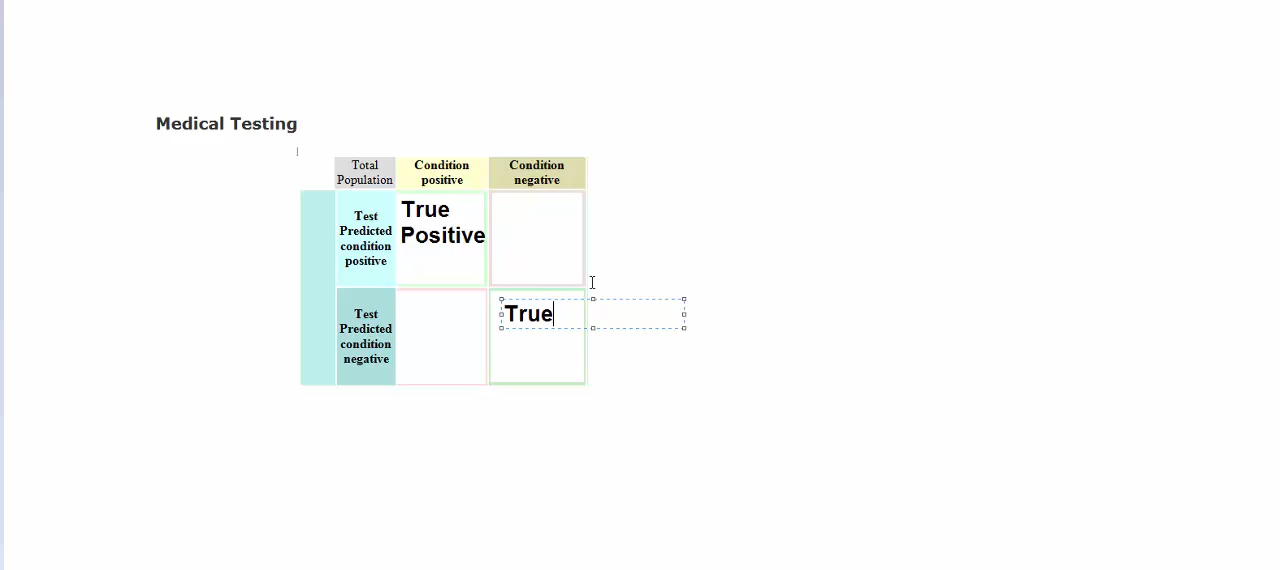 Medical Testing
Total
Population
Condition
positive
Condition
negative
Test
Predicted
condition
positive
True
Positive
Test
Predicted
condition
negative
True